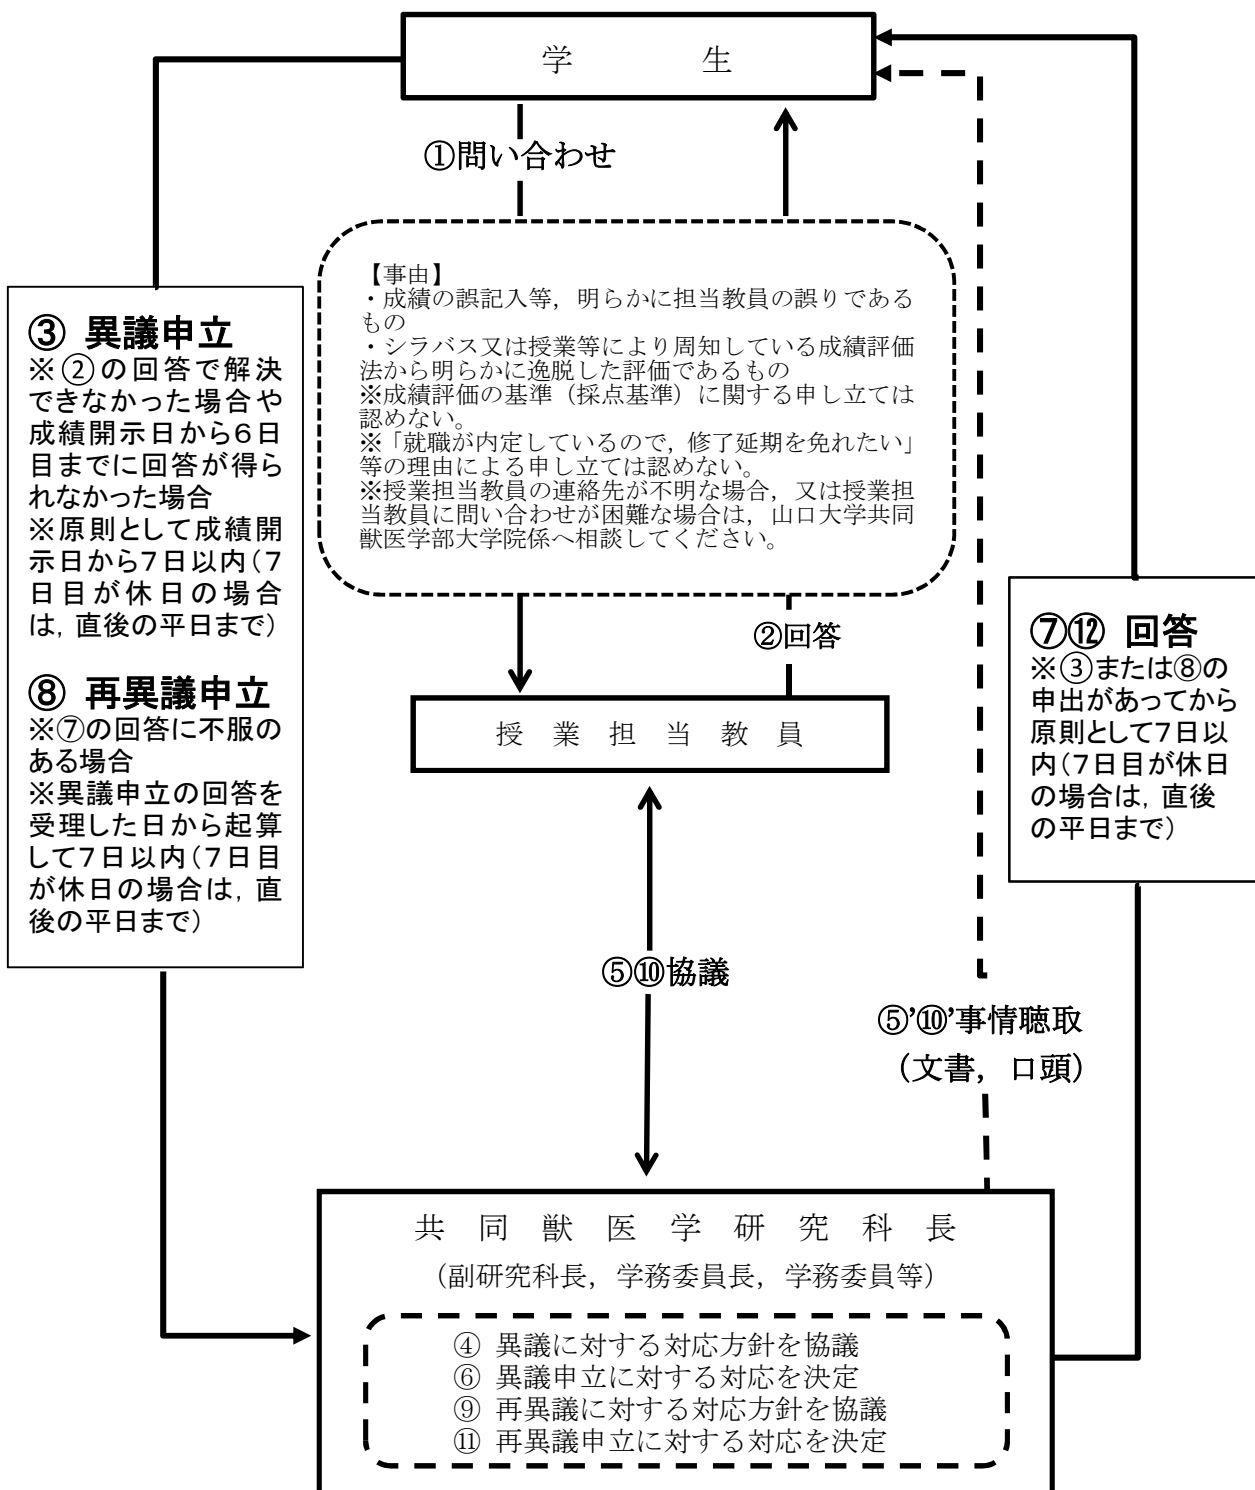 学 生
①問い合わせ
【事由】
・成績の誤記入等，明らかに担当教員の誤りである
もの
・シラバス又は授業等により周知している成績評価
法から明らかに逸脱した評価であるもの
※成績評価の基準（採点基準）に関する申し立ては
認めない。
※「就職が内定しているので，修了延期を免れたい」
等の理由による申し立ては認めない。
※授業担当教員の連絡先が不明な場合，又は授業担
当教員に問い合わせが困難な場合は，山口大学共同
獣医学部大学院係へ相談してください。
③ 異議申立
※②の回答で解決
できなかった場合や
成績開示日から６日
目までに回答が得ら
れなかった場合
※原則として成績開
示日から７日以内（７
日目が休日の場合
は，直後の平日まで）
⑧ 再異議申立
※⑦の回答に不服の
ある場合
※異議申立の回答を
受理した日から起算
して７日以内（７日目
が休日の場合は，直
後の平日まで）
②回答
授 業 担 当 教 員
⑦⑫ 回答
※③または⑧の
申出があってから
原則として７日以
内（７日目が休日
の場合は，直後
の平日まで）
⑤⑩協議
⑤’⑩’事情聴取
（文書，口頭）
共 同 獣 医 学 研 究 科 長
（副研究科長，学務委員長，学務委員等）
④ 異議に対する対応方針を協議
⑥ 異議申立に対する対応を決定
⑨ 再異議に対する対応方針を協議
⑪ 再異議申立に対する対応を決定